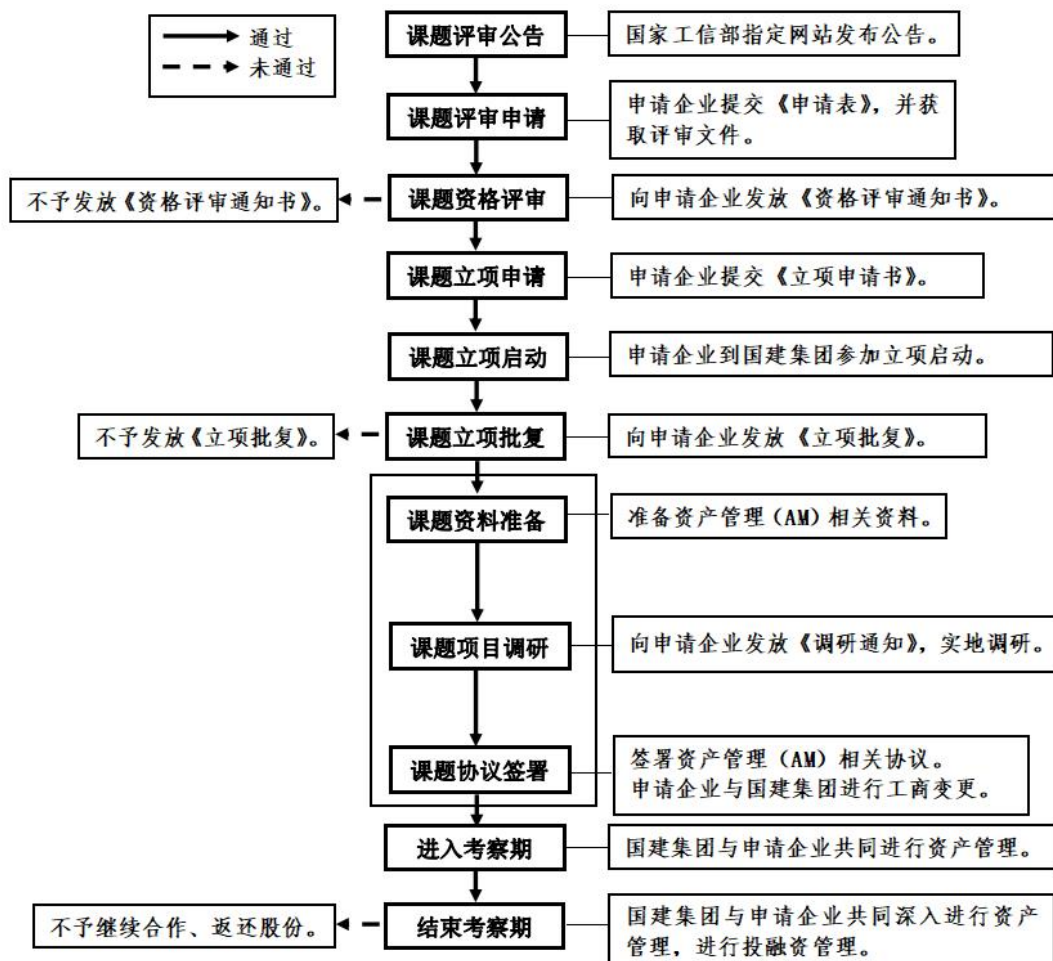 通过
未通过
课题评审公告
国家工信部指定网站发布公告。
课题评审申请
申请企业提交《申请表》，并获
取评审文件。
不予发放《资格评审通知书》。
课题资格评审
向申请企业发放《资格评审通知书》。
课题立项申请
申请企业提交《立项申请书》。
课题立项启动
申请企业到国建集团参加立项启动。
不予发放《立项批复》。
课题立项批复
向申请企业发放《立项批复》。
课题资料准备
准备资产管理（AM）相关资料。
课题项目调研
向申请企业发放《调研通知》，实地调研。
课题协议签署
签署资产管理（AM）相关协议。
申请企业与国建集团进行工商变更。
进入考察期
国建集团与申请企业共同进行资产管理。
不予继续合作、返还股份。
结束考察期
国建集团与申请企业共同深入进行资产
管理，进行投融资管理。